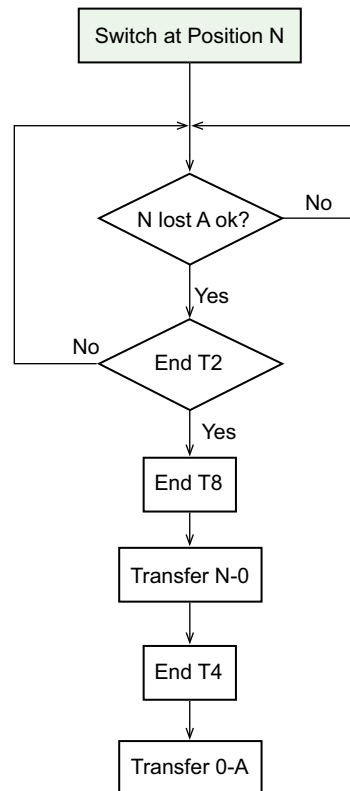 Switch at Position N
N lost A ok?
No
Yes
No
End T2
Yes
End T8
Transfer N-0
End T4
Transfer 0-A